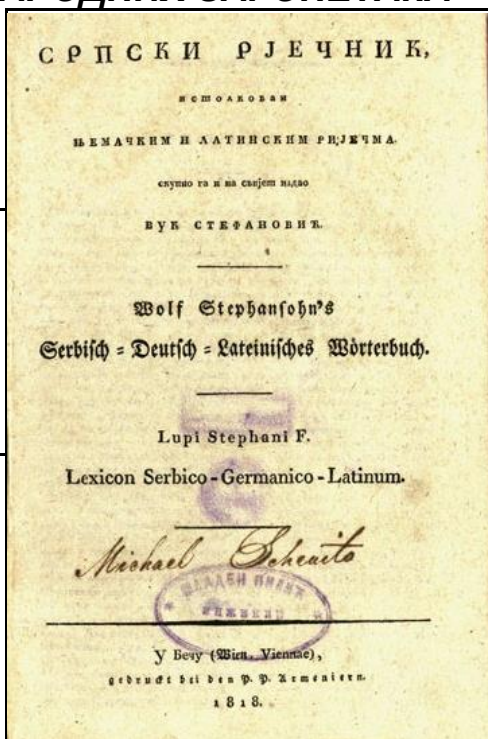 СРПСКИ РЈЕЧНИК,
истолкован
ЊЕМАЧКИМ И ЛАТИНСКИМ РИЈЕЧМА.
скупио га и на свијет издао
ВУК СТЕФАНОВИЋ.
Wolf Stephansohn's
Serbisch = Deutsch = Lateinisches Wörterbuch.
Lupi Stephani F.
Lexicon Serbico - Germanico - Latinum.
Michael
МЛАДЕН
У Бечу (Wien, Viennae),
gedruckt bei den P. P. Armeniern.
1818.